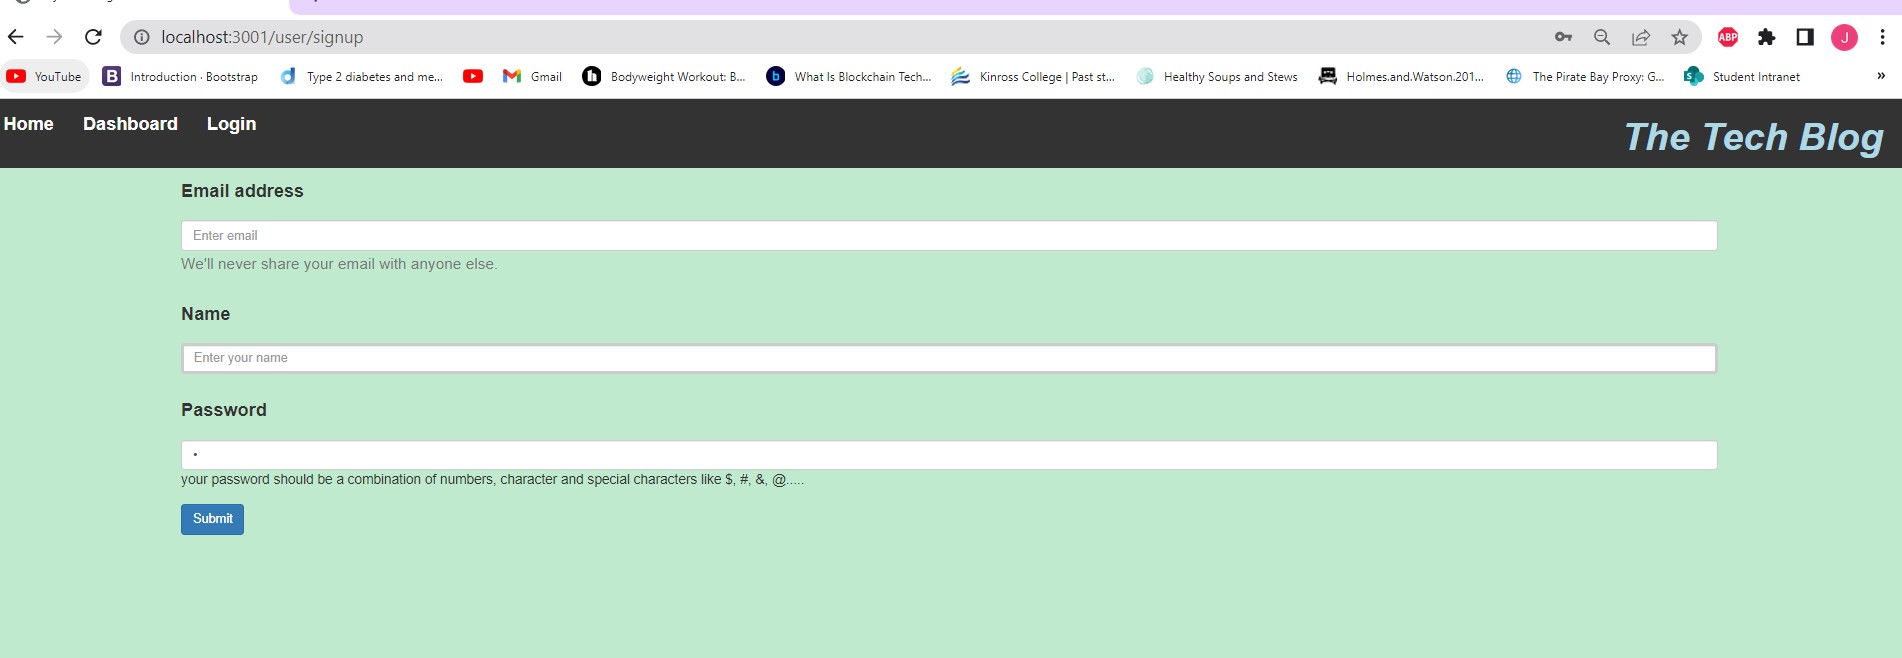 localhost:3001/user/signup
ABP
J
YouTube
B Introduction · Bootstrap
Type 2 diabetes and me...
Gmail
h Bodyweight Workout: B...
b What Is Blockchain Tech...
Kinross College | Past st...
Healthy Soups and Stews
Holmes.and.Watson.201...
The Pirate Bay Proxy: G...
S Student Intranet
»
Home Dashboard Login
The Tech Blog
Email address
Enter email
We'll never share your email with anyone else.
Name
Enter your name
Password
•
your password should be a combination of numbers, character and special characters like $, #, &, @.....
Submit